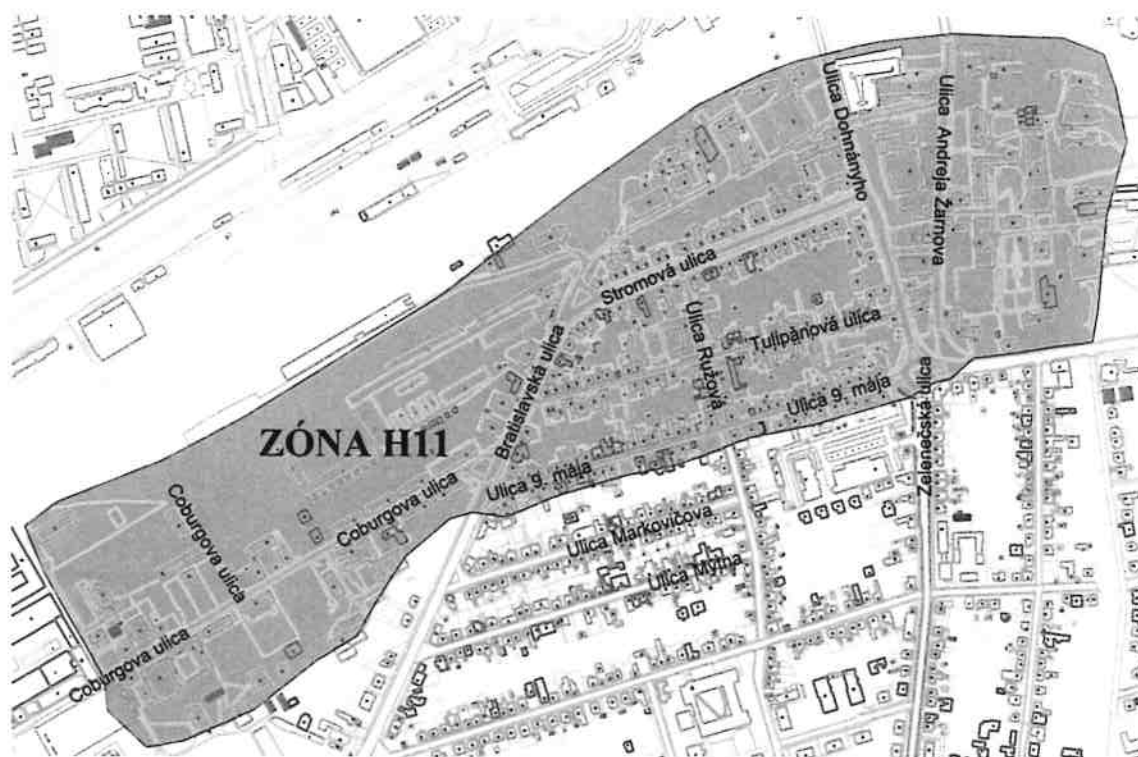 Ulica Dohnányho
Ulica Andreja Žarnova
Stromová ulica
Ulica Ružová
Tulipánová ulica
Bratislavská ulica
Ulica 9. mája
Zelenečská ulica
ZÓNA H11
Coburgova ulica
Ulica 9. mája
Coburgova ulica
Ulica Markovičova
Ulica Mýtna
Coburgova ulica